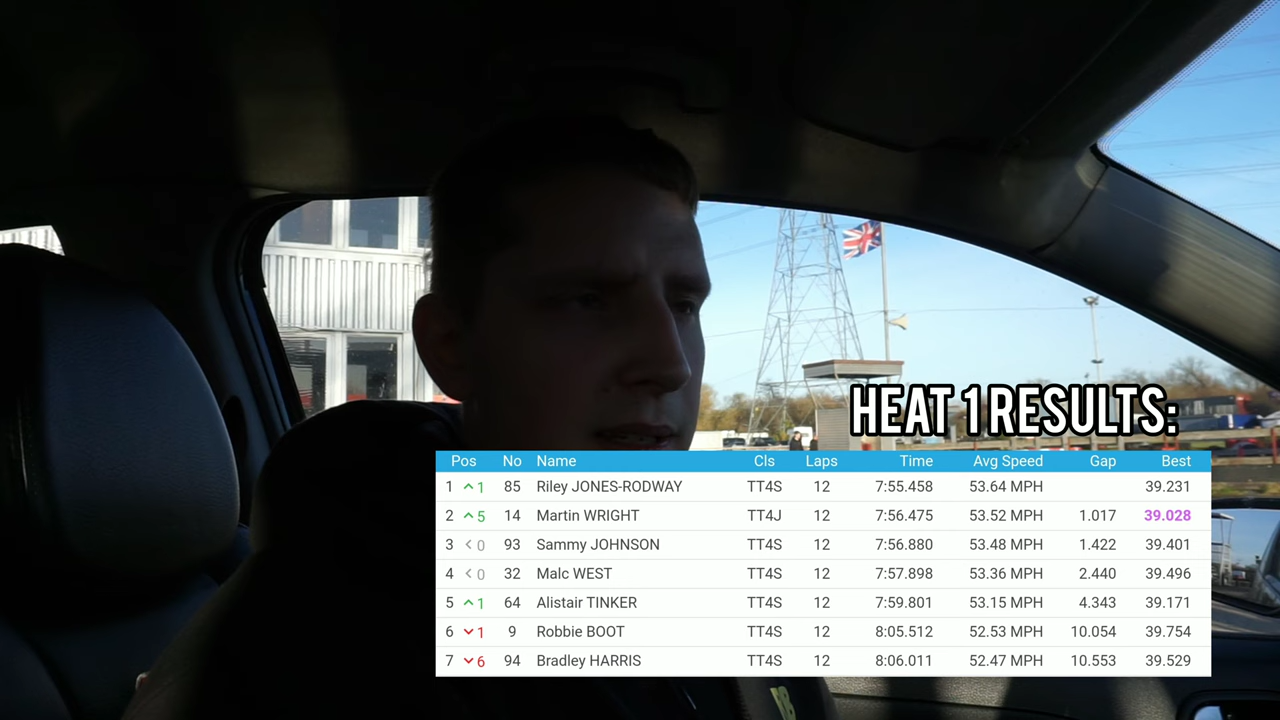 HEAT 1 RESULTS:
Pos No Name Cls Laps Time Avg Speed Gap Best
1 1 85 Riley JONES-RODWAY TT4S 12 7:55.458 53.64 MPH 39.231
2 5 14 Martin WRIGHT TT4J 12 7:56.475 53.52 MPH 1.017 39.028
3 0 93 Sammy JOHNSON TT4S 12 7:56.880 53.48 MPH 1.422 39.401
4 0 32 Malc WEST TT4S 12 7:57.898 53.36 MPH 2.440 39.496
5 1 64 Alistair TINKER TT4S 12 7:59.801 53.15 MPH 4.343 39.171
6 1 9 Robbie BOOT TT4S 12 8:05.512 52.53 MPH 10.054 39.754
7 6 94 Bradley HARRIS TT4S 12 8:06.011 52.47 MPH 10.553 39.529